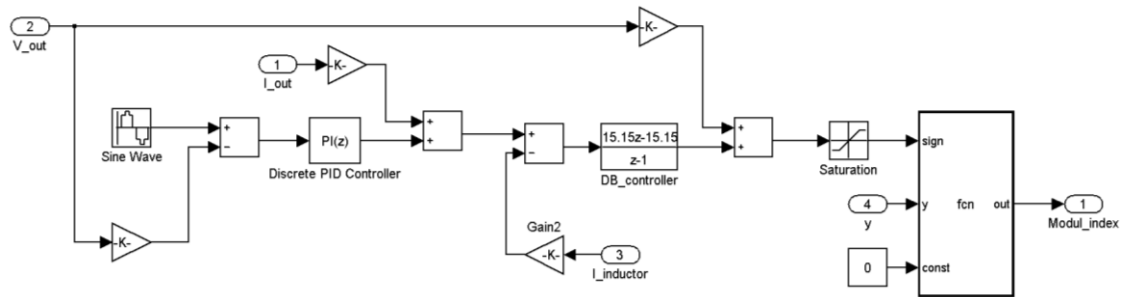 2
V_out
-K-
1
I_out
-K-
Sine Wave
+
−
PI(z)
Discrete PID Controller
+
+
+
−
15.15z-15.15
z-1
DB_controller
+
+
Saturation
sign
y
const
fcn
out
1
Modul_index
4
y
0
-K-
Gain2
-K-
3
I_inductor